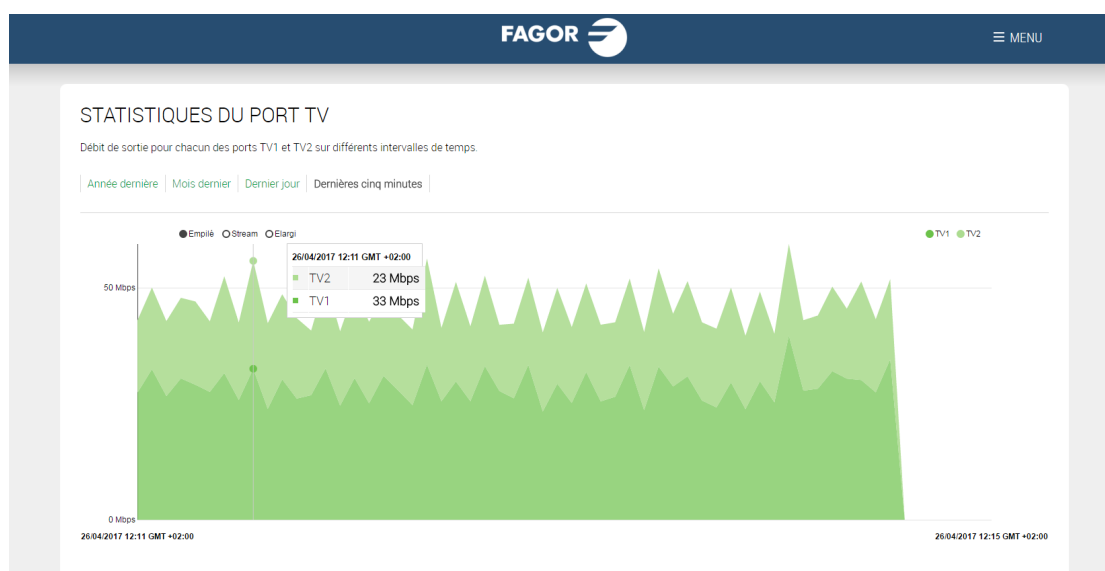 FAGOR
MENU
STATISTIQUES DU PORT TV
Débit de sortie pour chacun des ports TV1 et TV2 sur différents intervalles de temps.
Année dernière Mois dernier Dernier jour Dernières cinq minutes
Empilè Stream Elargi
TV1 TV2
26/04/2017 12:11 GMT +02:00
TV2 23 Mbps
TV1 33 Mbps
50 Mbps
0 Mbps
26/04/2017 12:11 GMT +02:00 26/04/2017 12:15 GMT +02:00